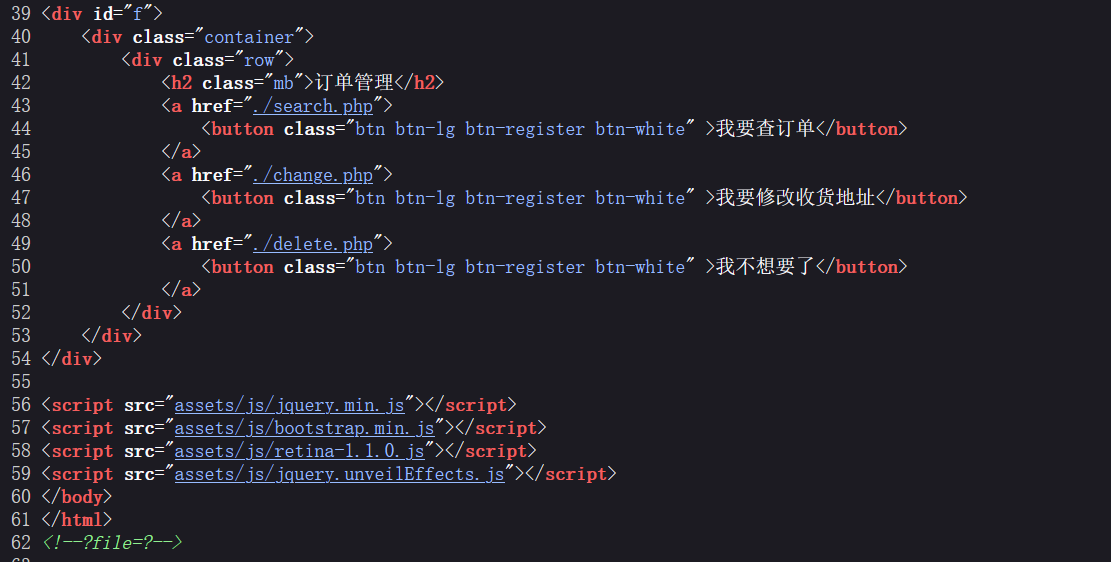 39 <div id="f">
40     <div class="container">
41         <div class="row">
42             <h2 class="mb">订单管理</h2>
43             <a href="./search.php">
44                 <button class="btn btn-lg btn-register btn-white" >我要查订单</button>
45             </a>
46             <a href="./change.php">
47                 <button class="btn btn-lg btn-register btn-white" >我要修改收货地址</button>
48             </a>
49             <a href="./delete.php">
50                 <button class="btn btn-lg btn-register btn-white" >我不想要了</button>
51             </a>
52         </div>
53     </div>
54 </div>
55
56 <script src="assets/js/jquery.min.js"></script>
57 <script src="assets/js/bootstrap.min.js"></script>
58 <script src="assets/js/retina-1.1.0.js"></script>
59 <script src="assets/js/jquery.unveilEffects.js"></script>
60 </body>
61 </html>
62 <!--?file=?-->